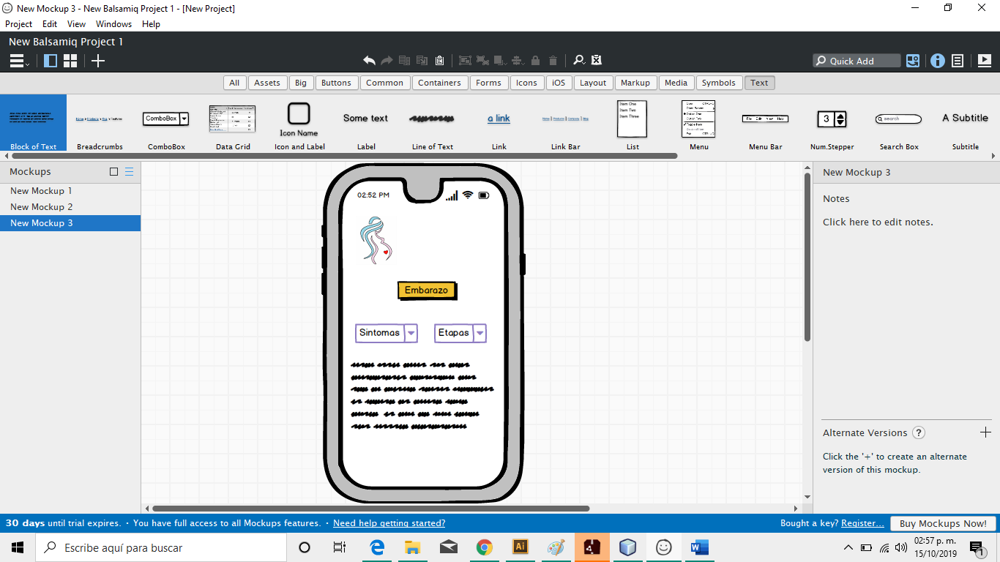 New Mockup 3 - New Balsamiq Project 1 - [New Project]
Project Edit View Windows Help
New Balsamiq Project 1
Quick Add
All Assets Big Buttons Common Containers Forms Icons iOS Layout Markup Media Symbols Text
ComboBox
Some text
a link
Item One
Item Two
Item Three
3
search
A Subtitle
Icon Name
Block of Text Breadcrumbs ComboBox Data Grid Icon and Label Label Line of Text Link Link Bar List Menu Menu Bar Num.Stepper Search Box Subtitle
Mockups
New Mockup 1
New Mockup 2
New Mockup 3
02:52 PM
Embarazo
Sintomas Etapas
New Mockup 3
Notes
Click here to edit notes.
Alternate Versions ?
Click the '+' to create an alternate
version of this mockup.
30 days until trial expires. · You have full access to all Mockups features. · Need help getting started?
Bought a key? Register... Buy Mockups Now!
Escribe aquí para buscar
Ai
02:57 p. m.
15/10/2019
1